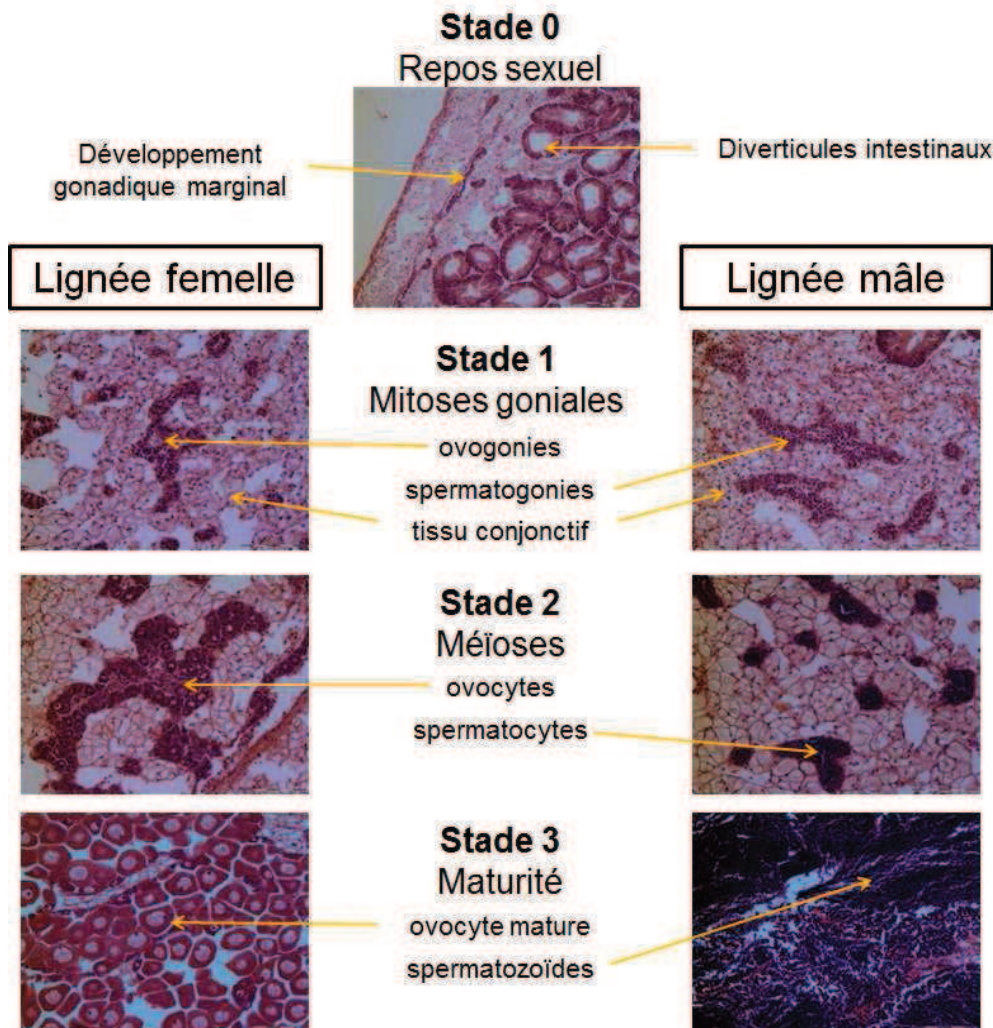 Stade 0
Repos sexuel
Développement
gonadique marginal
Diverticules intestinaux
Lignée femelle
Lignée mâle
Stade 1
Mitoses goniales
ovogonies
spermatogonies
tissu conjonctif
Stade 2
Méïoses
ovocytes
spermatocytes
Stade 3
Maturité
ovocyte mature
spermatozoïdes